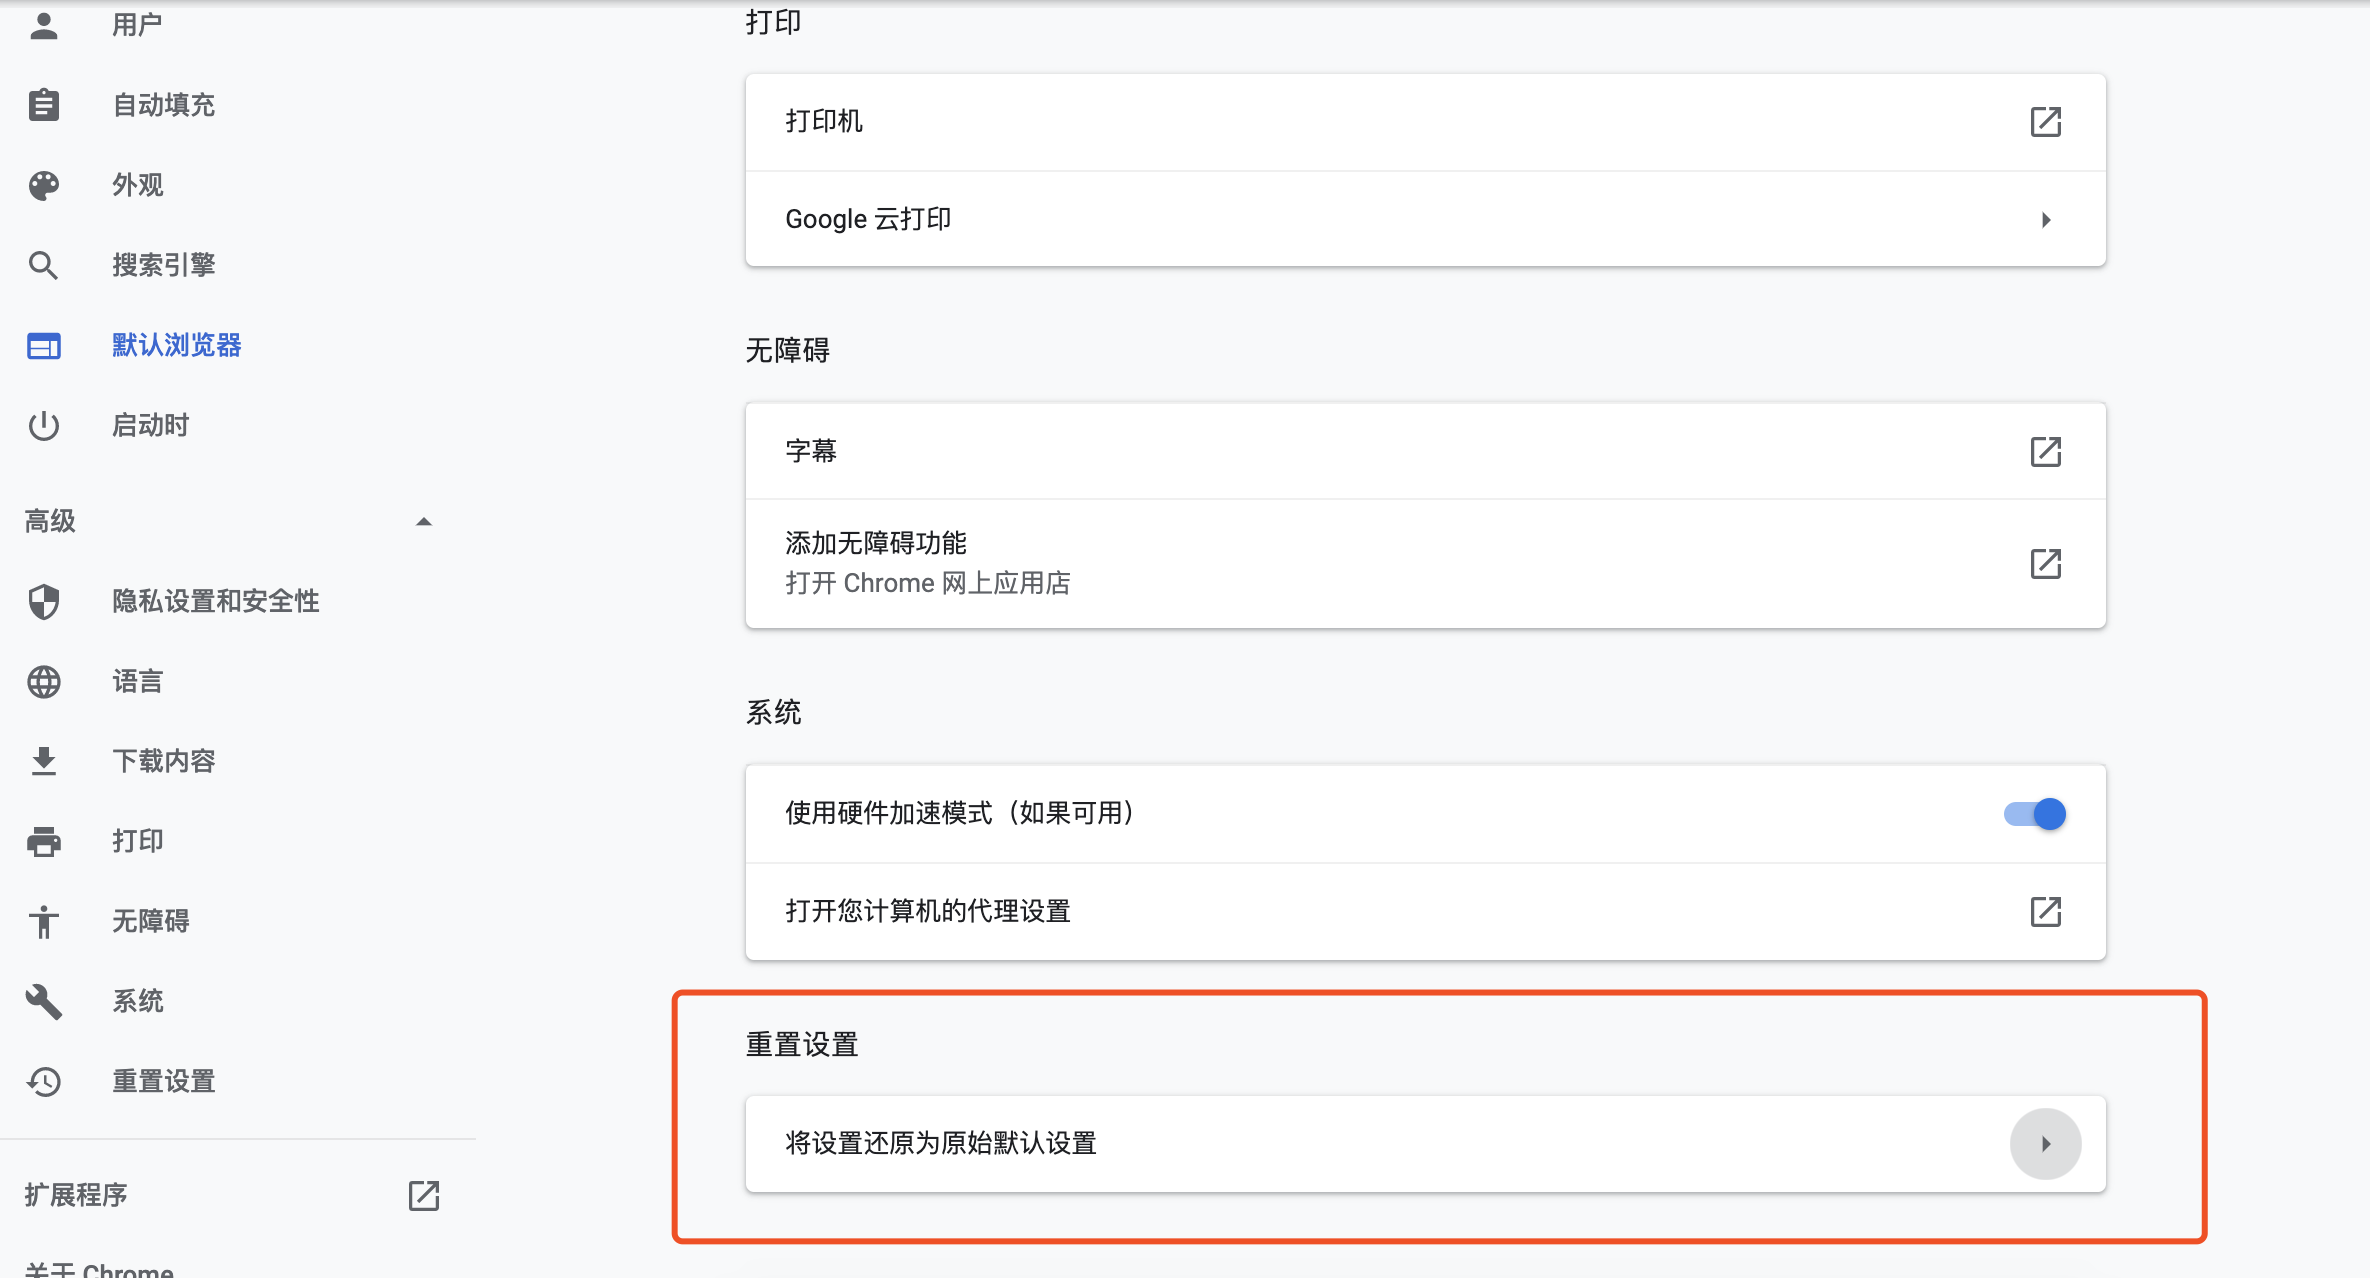 用户
自动填充
外观
搜索引擎
默认浏览器
启动时
高级
隐私设置和安全性
语言
下载内容
打印
无障碍
系统
重置设置
扩展程序
关于 Chrome
打印
打印机
Google 云打印
无障碍
字幕
添加无障碍功能
打开 Chrome 网上应用店
系统
使用硬件加速模式（如果可用）
打开您计算机的代理设置
重置设置
将设置还原为原始默认设置